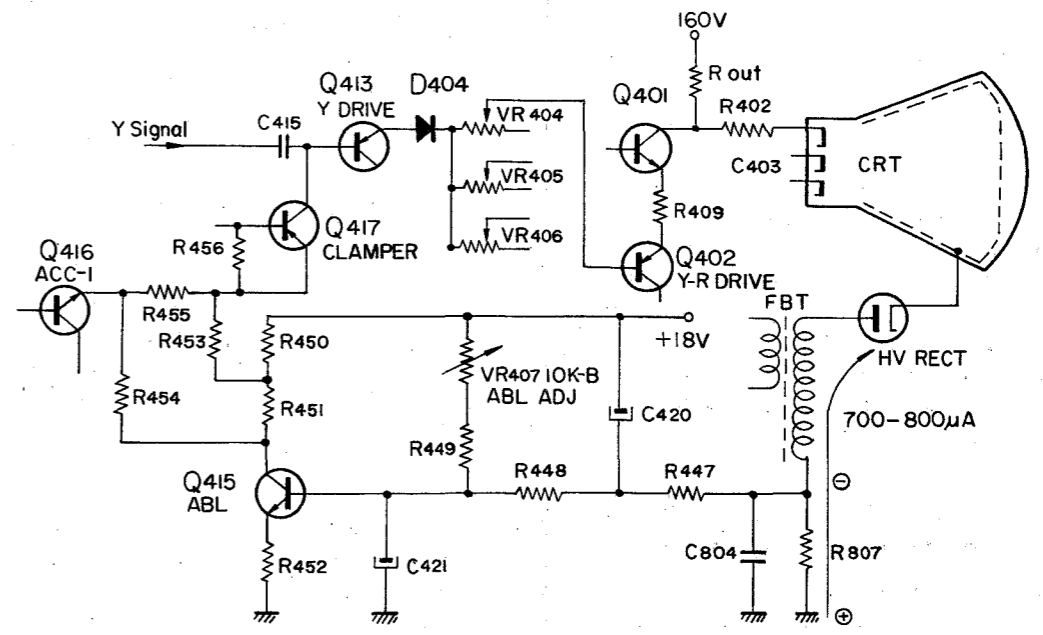 160V
R out
Q413
Y DRIVE
D404
Q401
R402
Y Signal
C415
VR404
C403
CRT
VR405
R409
Q417
CLAMPER
R456
VR406
Q402
Y-R DRIVE
Q416
ACC-1
R455
FBT
+18V
HV RECT
R453
R450
VR407 10K-B
ABL ADJ
R454
R451
C420
700-800µA
R449
Q415
ABL
R448
R447
⊖
R452
C421
C804
R807
⊕